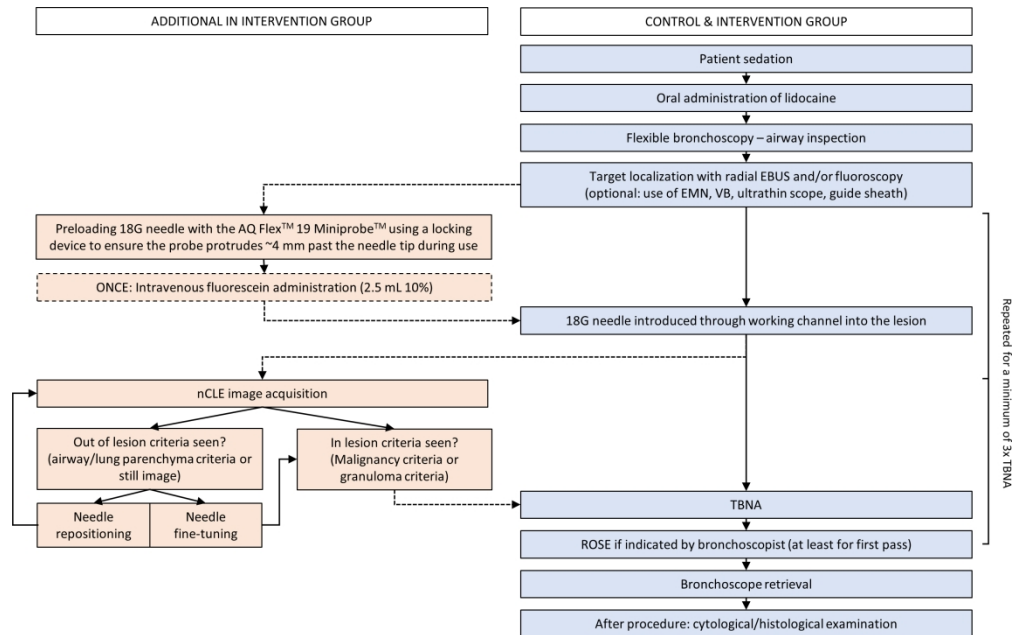 ADDITIONAL IN INTERVENTION GROUP
CONTROL & INTERVENTION GROUP
Patient sedation
Oral administration of lidocaine
Flexible bronchoscopy – airway inspection
Target localization with radial EBUS and/or fluoroscopy
(optional: use of EMN, VB, ultrathin scope, guide sheath)
Preloading 18G needle with the AQ Flex™ 19 Miniprobe™ using a locking
device to ensure the probe protrudes ~4 mm past the needle tip during use
ONCE: Intravenous fluorescein administration (2.5 mL 10%)
18G needle introduced through working channel into the lesion
nCLE image acquisition
Out of lesion criteria seen?
(airway/lung parenchyma criteria or
still image)
In lesion criteria seen?
(Malignancy criteria or
granuloma criteria)
Needle
repositioning
Needle
fine-tuning
TBNA
ROSE if indicated by bronchoscopist (at least for first pass)
Bronchoscope retrieval
After procedure: cytological/histological examination
Repeated for a minimum of 3x TBNA